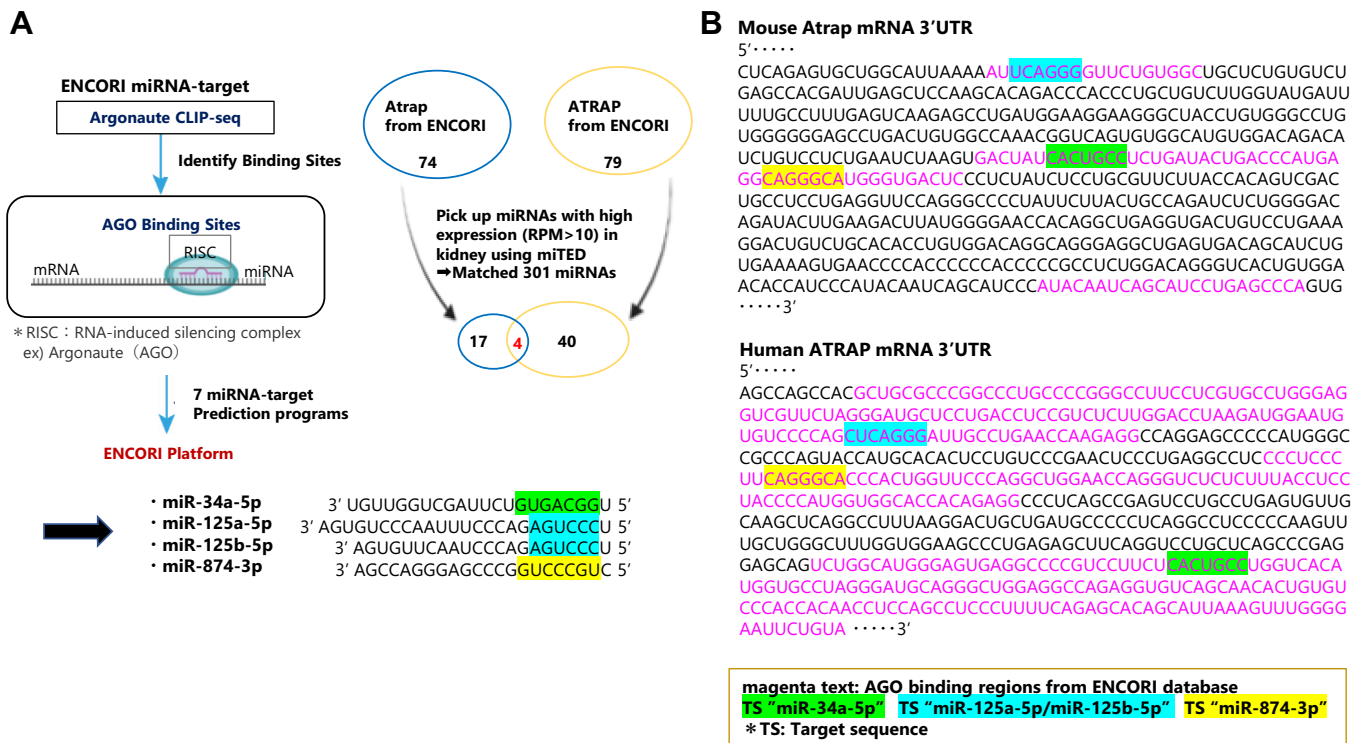 A
ENCORI miRNA-target
Argonaute CLIP-seq
Identify Binding Sites
AGO Binding Sites
RISC
mRNA
miRNA
*RISC：RNA-induced silencing complex
ex) Argonaute（AGO）
7 miRNA-target
Prediction programs
ENCORI Platform
Atrap
from ENCORI
74
ATRAP
from ENCORI
79
Pick up miRNAs with high
expression (RPM>10) in
kidney using miTED
➡Matched 301 miRNAs
17 4 40
・miR-34a-5p 3’ UGUUGGUCGAUUCUGUGACGGU 5’
・miR-125a-5p 3’ AGUGUCCCAAUUUCCCAGAGUCCCU 5’
・miR-125b-5p 3’ AGUGUUCAAUCCCAGAGUCCCU 5’
・miR-874-3p 3’ AGCCAGGGAGCCCGGUCCCGUC 5’
B
Mouse Atrap mRNA 3’UTR
5’‥‥‥
CUCAGAGUGCUGGCAUUAAAAAUUCAGGGGUUCUGUGGCUGCUCUGUGUCU
GAGCCACGAUUGAGCUCCAAGCACAGACCCACCCUGCUGUCUUGGUAUGAUU
UUUGCCUUUGAGUCAAGAGCCUGAUGGAAGGAAGGGCUACCUGUGGGCCUG
UGGGGGGAGCCUGACUGUGGCCAAACGGUCAGUGUGGCAUGUGGACAGACA
UCUGUCCUCUGAAUCUAAGUGACUAUCACUGCCUCUGAUACUGACCCAUGA
GGCAGGGCAUGGGUGACUCCCUCUAUCUCCUGCGUUCUUACCACAGUCGAC
UGCCUCCUGAGGUUCCAGGGCCCCUAUUCUUACUGCCAGAUCUCUGGGGAC
AGAUACUUGAAGACUUAUGGGGAACCACAGGCUGAGGUGACUGUCCUGAAA
GGACUGUCUGCACACCUGUGGACAGGCAGGGAGGCUGAGUGACAGCAUCUG
UGAAAAGUGAACCCACCCCCCACCCCCGCCUCUGGACAGGGUCACUGUGGA
ACACCAUCCCAUACAAUCAGCAUCCCAUACAAUCAGCAUCCUGAGCCCAGUG
‥‥‥3’
Human ATRAP mRNA 3’UTR
5’‥‥‥
AGCCAGCCACGCUGCGCCCGGCCCUGCCCCGGGCCUUCCUCGUGCCUGGGAG
GUCGUUCUAGGGAUGCUCCUGACCUCCGUCUCUUGGACCUAAGAUGGAAUG
UGUCCCCAGCUCAGGGAUUGCCUGAACCAAGAGGCCAGGAGCCCCCAUGGGC
CGCCCAGUACCAUGCACACUCCUGUCCCGAACUCCCUGAGGCCUCCCCUCCC
UUCAGGGCACCCACUGGUUCCCAGGCUGGAACCAGGGUCUCUCUUUACCUCC
UACCCCAUGGUGGCACCACAGAGGCCCUCAGCCGAGUCCUGCCUGAGUGUUG
CAAGCUCAGGCCUUUAAGGACUGCUGAUGCCCCCUCAGGCCUCCCCCAAGUU
UGCUGGGCUUUGGUGGAAGCCCUGAGAGCUUCAGGUCCUGCUCAGCCCGAG
GAGCAGUCUGGCAUGGGAGUGAGGCCCCGUCCUUCUCACUGCCUGGUCACA
UGGUGCCUAGGGAUGCAGGGCUGGAGGCCAGAGGUGUCAGCAACACUGUGU
CCCACCACAACCUCCAGCCUCCCUUUUCAGAGCACAGCAUUAAAGUUUGGGG
AAUUCUGUA ‥‥‥3’
magenta text: AGO binding regions from ENCORI database
TS ”miR-34a-5p” TS “miR-125a-5p/miR-125b-5p” TS “miR-874-3p”
*TS: Target sequence